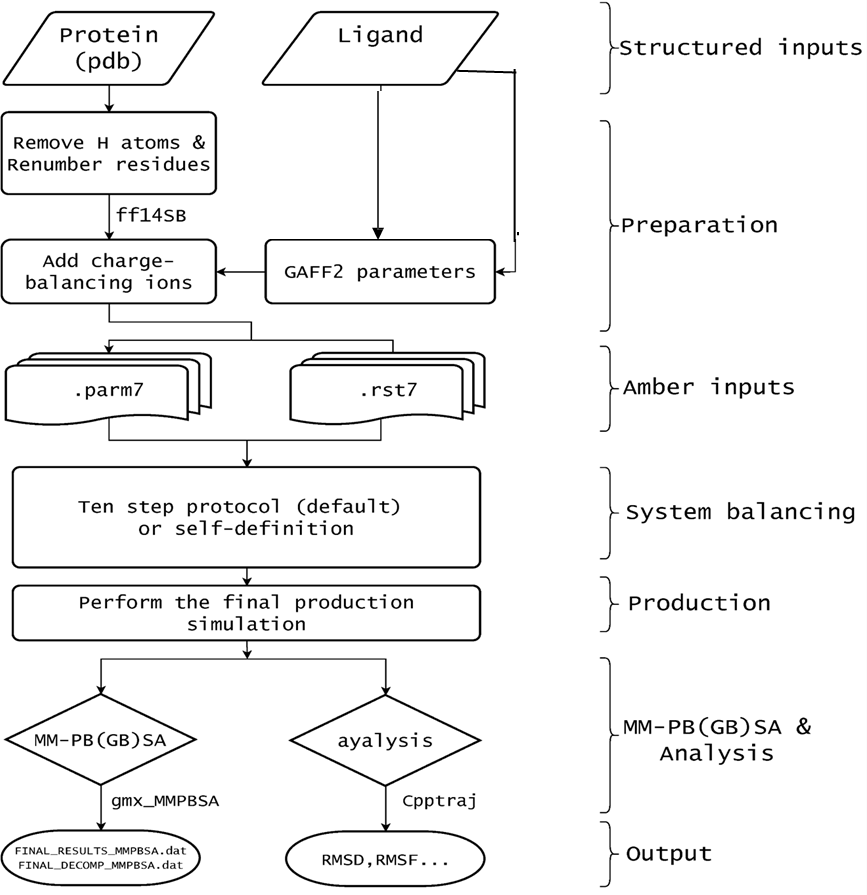 Protein
(pdb)
Ligand
Structured inputs
Remove H atoms &
Renumber residues
ff14SB
Add charge-
balancing ions
GAFF2 parameters
Preparation
.parm7
.rst7
Amber inputs
Ten step protocol (default)
or self-definition
System balancing
Perform the final production
simulation
Production
MM-PB(GB)SA
ayalysis
MM-PB(GB)SA &
Analysis
gmx_MMPBSA
Cpptraj
FINAL_RESULTS_MMPBSA.dat
FINAL_DECOMP_MMPBSA.dat
RMSD,RMSF...
Output